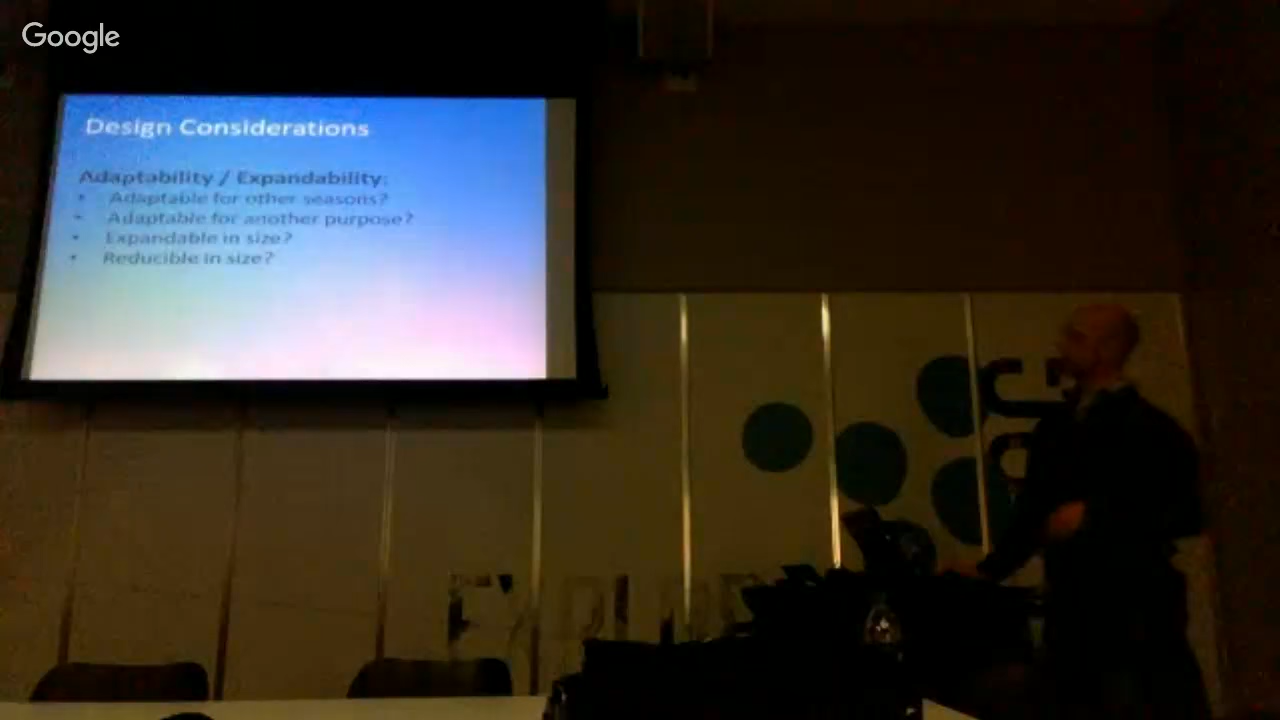 Google
Design Considerations
Adaptability / Expandability:
• Adaptable for other seasons?
• Adaptable for another purpose?
• Expandable in size?
• Reducible in size?